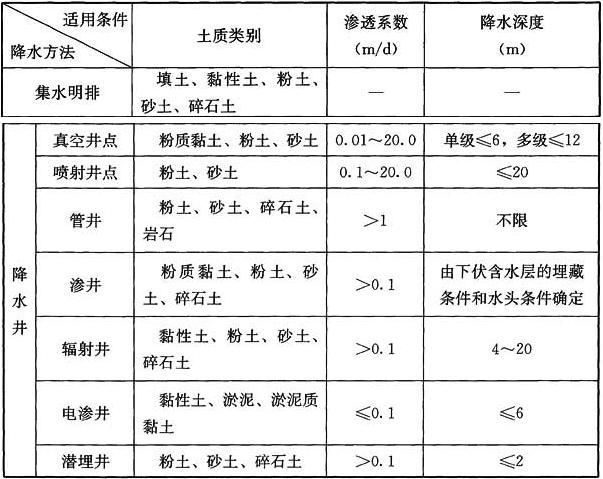 适用条件
降水方法
土质类别
渗透系数
（m/d）
降水深度
（m）
集水明排
填土、黏性土、粉土、
砂土、碎石土
—
—
降
水
井
真空井点
粉质黏土、粉土、砂土
0.01～20.0
单级≤6，多级≤12
喷射井点
粉土、砂土
0.1～20.0
≤20
管井
粉土、砂土、碎石土、
岩石
>1
不限
渗井
粉质黏土、粉土、砂
土、碎石土
>0.1
由下伏含水层的埋藏
条件和水头条件确定
辐射井
黏性土、粉土、砂土、
碎石土
>0.1
4～20
电渗井
黏性土、淤泥、淤泥质
黏土
≤0.1
≤6
潜埋井
粉土、砂土、碎石土
>0.1
≤2